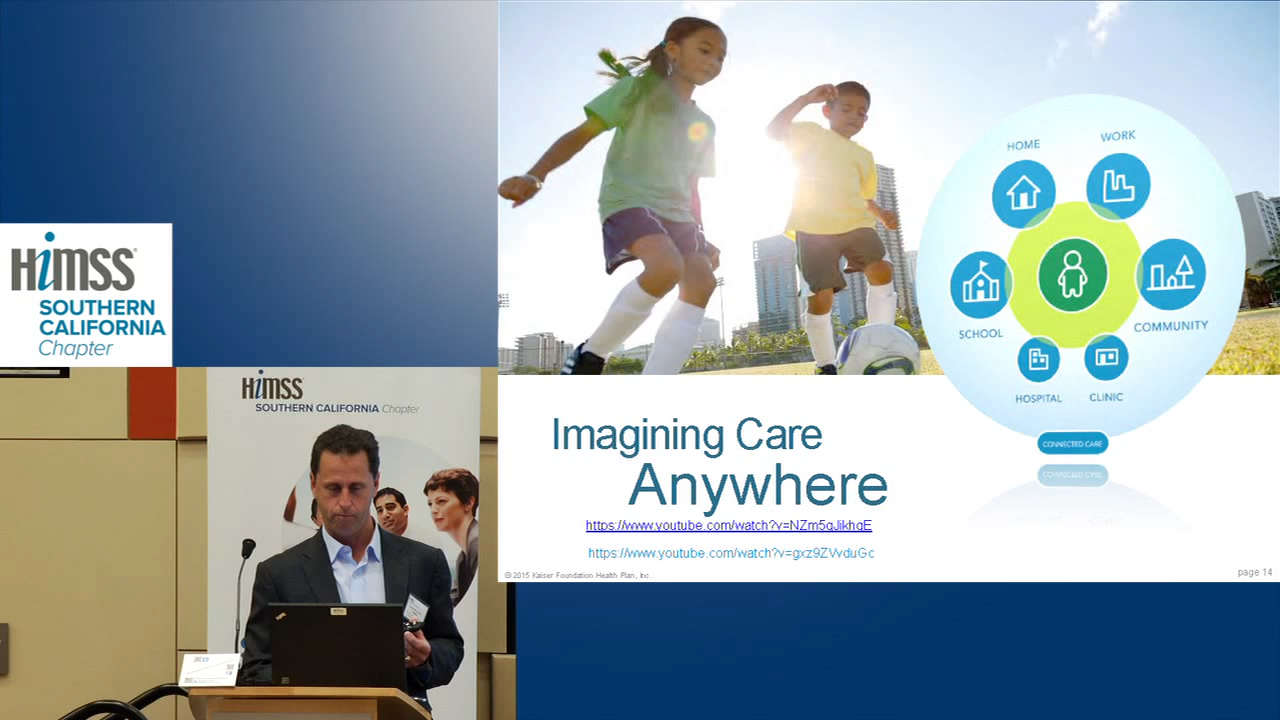 HiMSS
SOUTHERN
CALIFORNIA
Chapter
HiMSS
SOUTHERN CALIFORNIA Chapter
HOME
WORK
SCHOOL
COMMUNITY
HOSPITAL
CLINIC
CONNECTED CARE
Imagining Care
Anywhere
https://www.youtube.com/watch?v=NZm5qJikhqE
https://www.youtube.com/watch?v=gxz9ZVvduGc
© 2015 Kaiser Foundation Health Plan, Inc.
page 14